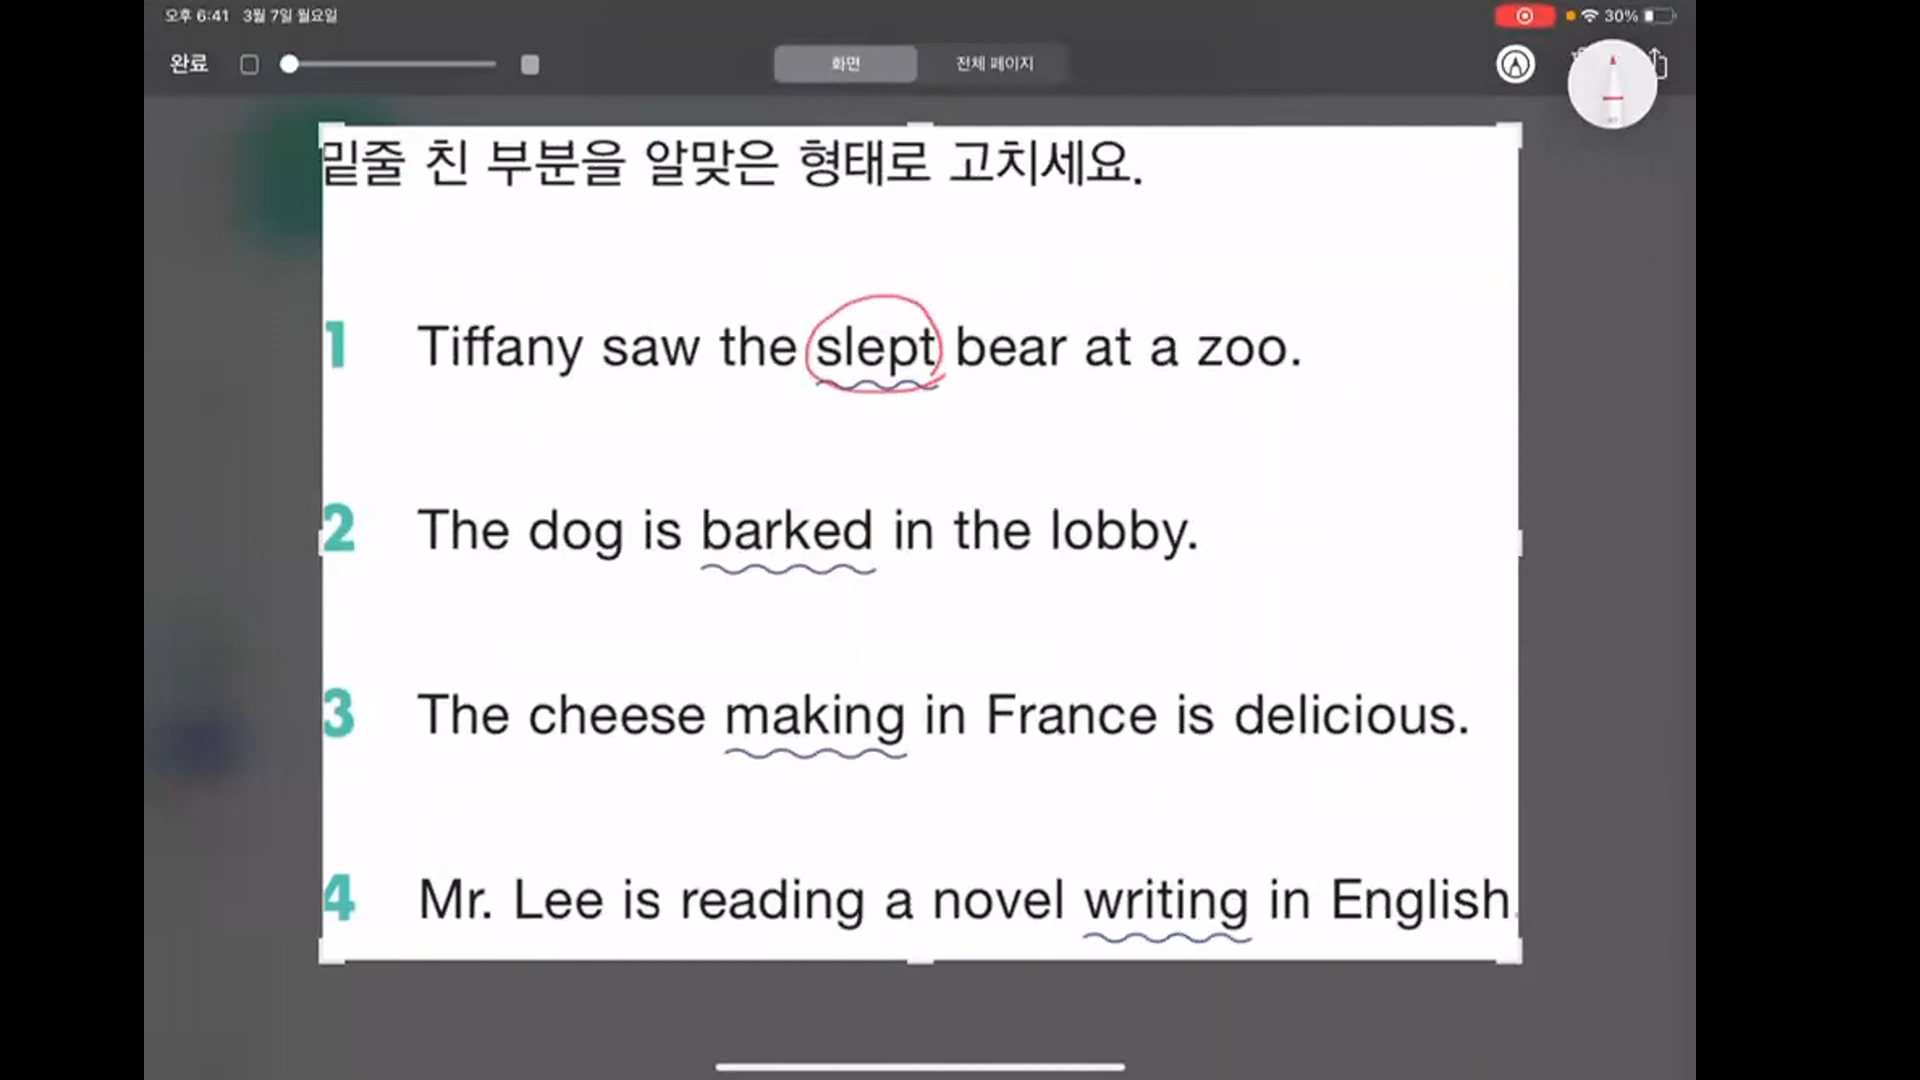 오후 6:41 3월 7일 월요일
30%
완료
화면
전체 페이지
밑줄 친 부분을 알맞은 형태로 고치세요.
1 Tiffany saw the slept bear at a zoo.
2 The dog is barked in the lobby.
3 The cheese making in France is delicious.
4 Mr. Lee is reading a novel writing in English.